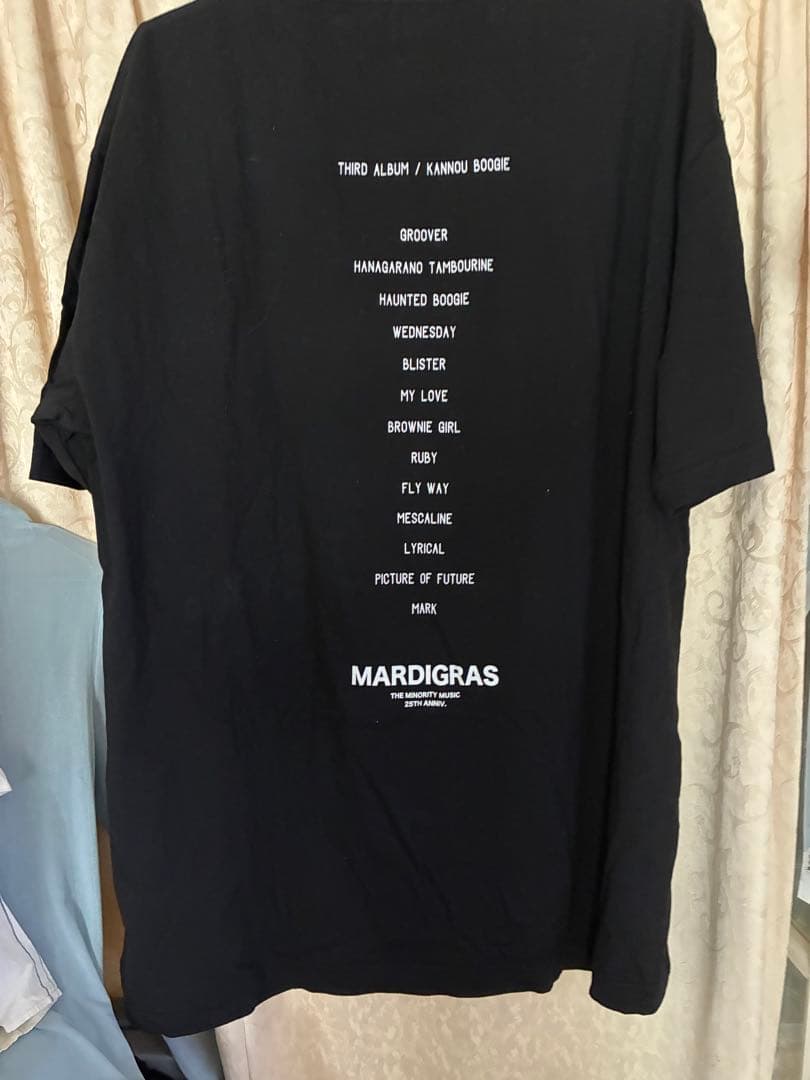 THIRD ALBUM / KANNOU BOOGIE
GROOVER
HANAGARANO TAMBOURINE
HAUNTED BOOGIE
WEDNESDAY
BLISTER
MY LOVE
BROWNIE GIRL
RUBY
FLY WAY
MESCALINE
LYRICAL
PICTURE OF FUTURE
MARK
MARDIGRAS
THE MINORITY MUSIC
25TH ANNIV.